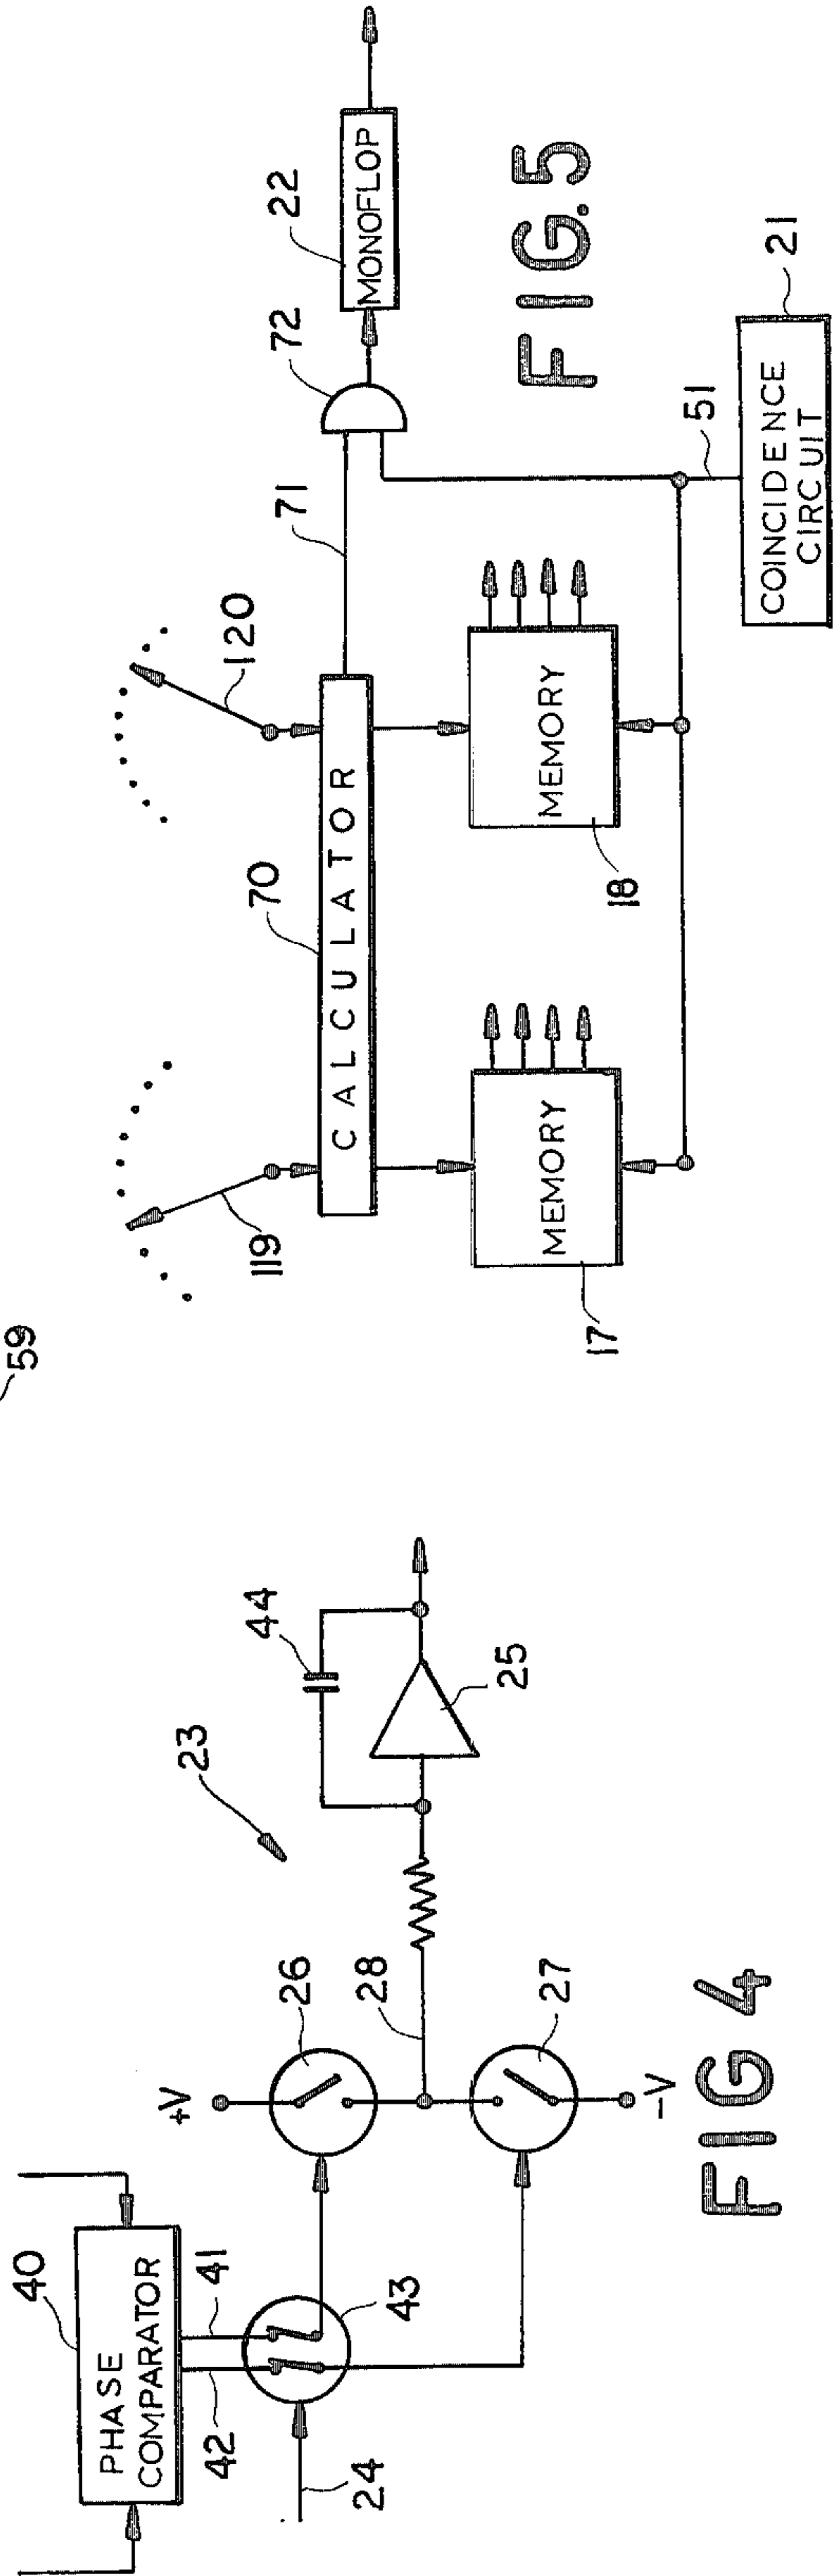 59
120
119
70
CALCULATOR
71
72
22
MONOFLOP
MEMORY
17
MEMORY
18
51
COINDIDENCE
CIRCUIT
21
FIG.5
40
PHASE
COMPARATOR
41
42
43
24
+V
26
28
27
-V
23
44
25
FIG 4